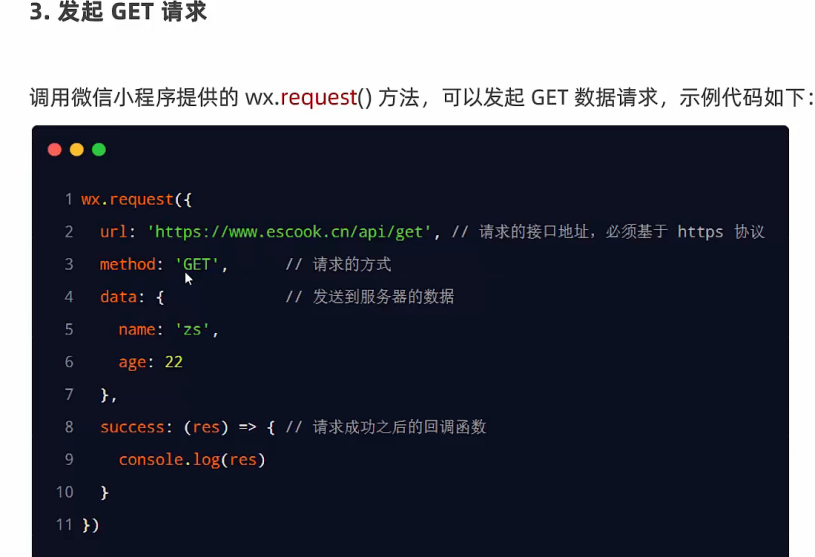 3. 发起 GET 请求
调用微信小程序提供的 wx.request() 方法，可以发起 GET 数据请求，示例代码如下：
1 wx.request({
2   url: 'https://www.escook.cn/api/get', // 请求的接口地址，必须基于 https 协议
3   method: 'GET',      // 请求的方式
4   data: {             // 发送到服务器的数据
5     name: 'zs',
6     age: 22
7   },
8   success: (res) => { // 请求成功之后的回调函数
9     console.log(res)
10   }
11 })